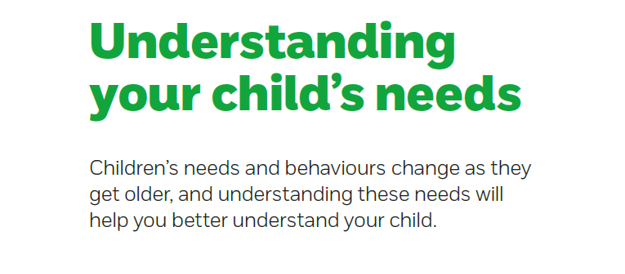 Understanding
your child’s needs
Children’s needs and behaviours change as they
get older, and understanding these needs will
help you better understand your child.